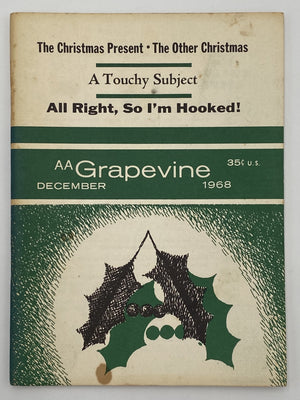 The Christmas Present • The Other Christmas
A Touchy Subject
All Right, So I'm Hooked!
AA Grapevine 35¢ U.S.
DECEMBER 1968